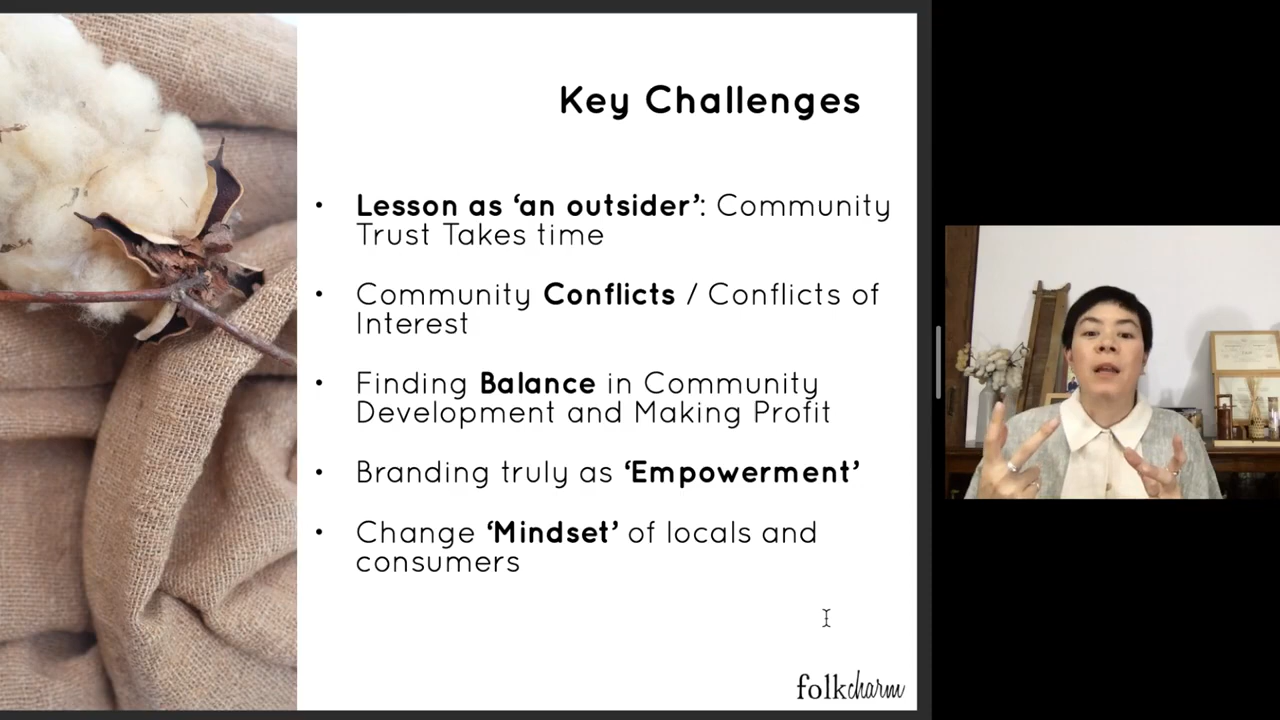 Key Challenges
• Lesson as ‘an outsider’: Community
Trust Takes time
• Community Conflicts / Conflicts of
Interest
• Finding Balance in Community
Development and Making Profit
• Branding truly as ‘Empowerment’
• Change ‘Mindset’ of locals and
consumers
folkcharm